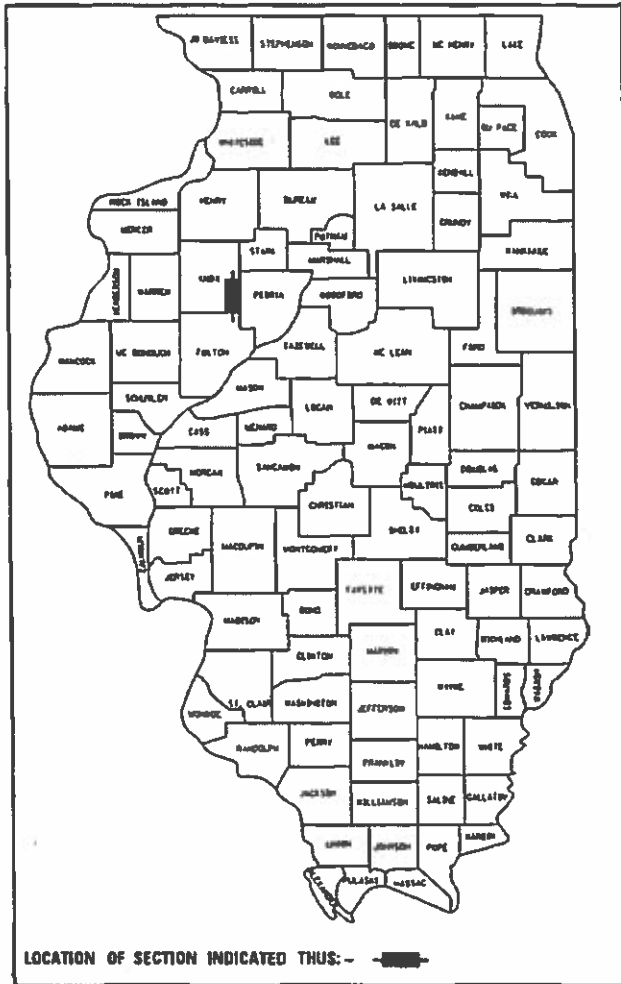 JO DAVIESS STEPHENSON WINNEBAGO BOONE MC HENRY LAKE
CARROLL OGLE
DE KALB KANE DU PAGE COOK
WHITESIDE LEE
KENDALL
ROCK ISLAND HENRY BUREAU LA SALLE WILL
MERCER PUTNAM GRUNDY
STARK MARSHALL KANKAKEE
HENDERSON WARREN KNOX PEORIA WOODFORD LIVINGSTON
IROQUOIS
HANCOCK MC DONOUGH FULTON TAZEWELL MC LEAN FORD
MASON
SCHUYLER LOGAN DE WITT CHAMPAIGN VERMILION
ADAMS BROWN CASS MENARD PIATT
MACON
PIKE SCOTT MORGAN SANGAMON MOULTRIE DOUGLAS EDGAR
CHRISTIAN COLES
CALHOUN GREENE MACOUPIN MONTGOMERY SHELBY CUMBERLAND CLARK
JERSEY FAYETTE EFFINGHAM JASPER CRAWFORD
MADISON BOND
CLAY RICHLAND LAWRENCE
CLINTON MARION
ST. CLAIR WASHINGTON WAYNE EDWARDS WABASH
MONROE JEFFERSON
RANDOLPH PERRY HAMILTON WHITE
FRANKLIN
JACKSON WILLIAMSON SALINE GALLATIN
UNION JOHNSON POPE HARDIN
ALEXANDER PULASKI MASSAC
LOCATION OF SECTION INDICATED THUS:-